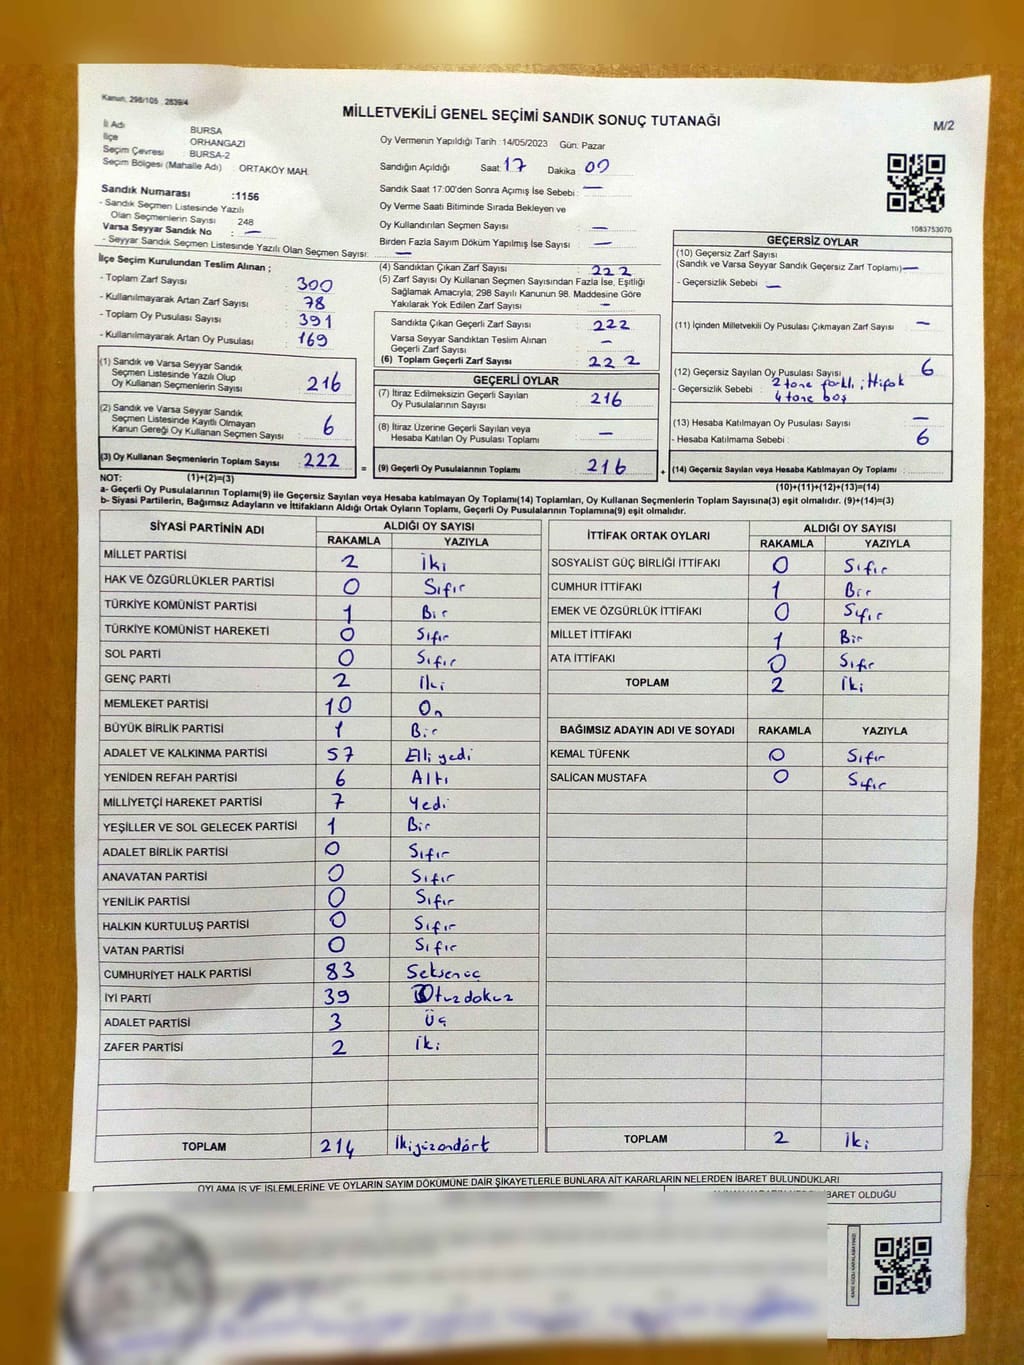 Kanun, 298/105 2839/4
MİLLETVEKİLİ GENEL SEÇİMİ SANDIK SONUÇ TUTANAĞI
M/2
İl Adı BURSA
İlçe : ORHANGAZİ
Seçim Çevresi : BURSA-2
Seçim Bölgesi (Mahalle Adı) : ORTAKÖY MAH.
Oy Vermenin Yapıldığı Tarih : 14/05/2023 Gün: Pazar
Sandığın Açıldığı Saat: 17 Dakika : 00
Sandık Saat 17:00'den Sonra Açımış İse Sebebi : —
Oy Verme Saati Bitiminde Sırada Bekleyen ve
Oy Kullandırılan Seçmen Sayısı : —
Birden Fazla Sayım Döküm Yapılmış İse Sayısı : —
Sandık Numarası :1156
- Sandık Seçmen Listesinde Yazılı
Olan Seçmenlerin Sayısı : 248
Varsa Seyyar Sandık No : —
- Seyyar Sandık Seçmen Listesinde Yazılı Olan Seçmen Sayısı: —
İlçe Seçim Kurulundan Teslim Alınan ;
- Toplam Zarf Sayısı : 300
- Kullanılmayarak Artan Zarf Sayısı : 78
- Toplam Oy Pusulası Sayısı : 391
- Kullanılmayarak Artan Oy Pusulası : 169
(1) Sandık ve Varsa Seyyar Sandık
Seçmen Listesinde Yazılı Olup
Oy Kullanan Seçmenlerin Sayısı : 216
(2) Sandık ve Varsa Seyyar Sandık
Seçmen Listesinde Kayıtlı Olmayan
Kanun Gereği Oy Kullanan Seçmen Sayısı : 6
(3) Oy Kullanan Seçmenlerin Toplam Sayısı : 222
(4) Sandıktan Çıkan Zarf Sayısı : 222
(5) Zarf Sayısı Oy Kullanan Seçmen Sayısından Fazla İse, Eşitliği
Sağlamak Amacıyla; 298 Sayılı Kanunun 98. Maddesine Göre
Yakılarak Yok Edilen Zarf Sayısı : —
Sandıkta Çıkan Geçerli Zarf Sayısı : 222
Varsa Seyyar Sandıktan Teslim Alınan
Geçerli Zarf Sayısı : —
(6) Toplam Geçerli Zarf Sayısı : 222
GEÇERLİ OYLAR
(7) İtiraz Edilmeksizin Geçerli Sayılan
Oy Pusulalarının Sayısı : 216
(8) İtiraz Üzerine Geçerli Sayılan veya
Hesaba Katılan Oy Pusulası Toplamı : —
= (9) Geçerli Oy Pusulalarının Toplamı : 216 +
1083753070
GEÇERSİZ OYLAR
(10) Geçersiz Zarf Sayısı
(Sandık ve Varsa Seyyar Sandık Geçersiz Zarf Toplamı) —
- Geçersizlik Sebebi : —
(11) İçinden Milletvekili Oy Pusulası Çıkmayan Zarf Sayısı : —
(12) Geçersiz Sayılan Oy Pusulası Sayısı : 6
- Geçersizlik Sebebi : 2 tane farklı ittifak
4 tane boş
(13) Hesaba Katılmayan Oy Pusulası Sayısı : —
- Hesaba Katılmama Sebebi : 6
(14) Geçersiz Sayılan veya Hesaba Katılmayan Oy Toplamı :
NOT: (1)+(2)=(3)
(10)+(11)+(12)+(13)=(14)
a- Geçerli Oy Pusulalarının Toplamı(9) ile Geçersiz Sayılan veya Hesaba katılmayan Oy Toplamı(14) Toplamları, Oy Kullanan Seçmenlerin Toplam Sayısına(3) eşit olmalıdır. (9)+(14)=(3)
b- Siyasi Partilerin, Bağımsız Adayların ve İttifakların Aldığı Ortak Oyların Toplamı, Geçerli Oy Pusulalarının Toplamına(9) eşit olmalıdır.
SİYASİ PARTİNİN ADI ALDIĞI OY SAYISI
RAKAMLA YAZIYLA
MİLLET PARTİSİ 2 İki
HAK VE ÖZGÜRLÜKLER PARTİSİ 0 Sıfır
TÜRKİYE KOMÜNİST PARTİSİ 1 Bir
TÜRKİYE KOMÜNİST HAREKETİ 0 Sıfır
SOL PARTİ 0 Sıfır
GENÇ PARTİ 2 İki
MEMLEKET PARTİSİ 10 On
BÜYÜK BİRLİK PARTİSİ 1 Bir
ADALET VE KALKINMA PARTİSİ 57 Elliyedi
YENİDEN REFAH PARTİSİ 6 Altı
MİLLİYETÇİ HAREKET PARTİSİ 7 Yedi
YEŞİLLER VE SOL GELECEK PARTİSİ 1 Bir
ADALET BİRLİK PARTİSİ 0 Sıfır
ANAVATAN PARTİSİ 0 Sıfır
YENİLİK PARTİSİ 0 Sıfır
HALKIN KURTULUŞ PARTİSİ 0 Sıfır
VATAN PARTİSİ 0 Sıfır
CUMHURİYET HALK PARTİSİ 83 Seksenüç
İYİ PARTİ 39 Otuzdokuz
ADALET PARTİSİ 3 Üç
ZAFER PARTİSİ 2 İki
TOPLAM 214 İkiyüzondört
İTTİFAK ORTAK OYLARI ALDIĞI OY SAYISI
RAKAMLA YAZIYLA
SOSYALİST GÜÇ BİRLİĞİ İTTİFAKI 0 Sıfır
CUMHUR İTTİFAKI 1 Bir
EMEK VE ÖZGÜRLÜK İTTİFAKI 0 Sıfır
MİLLET İTTİFAKI 1 Bir
ATA İTTİFAKI 0 Sıfır
TOPLAM 2 İki
BAĞIMSIZ ADAYIN ADI VE SOYADI RAKAMLA YAZIYLA
KEMAL TÜFENK 0 Sıfır
SALİCAN MUSTAFA 0 Sıfır
TOPLAM 2 İki
OYLAMA İŞ VE İŞLEMLERİNE VE OYLARIN SAYIM DÖKÜMÜNE DAİR ŞİKAYETLERLE BUNLARA AİT KARARLARIN NELERDEN İBARET BULUNDUKLARI
İBARET OLDUĞU